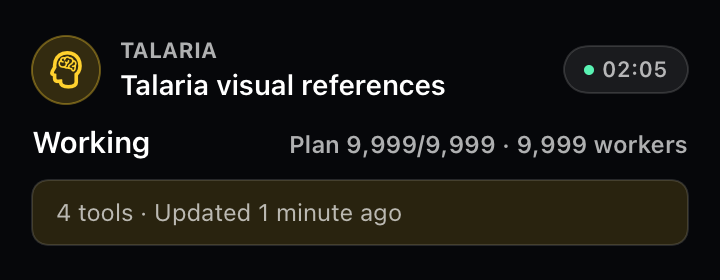 TALARIA
Talaria visual references
02:05
Working
Plan 9,999/9,999 · 9,999 workers
4 tools · Updated 1 minute ago